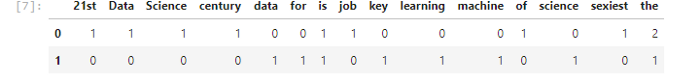 [7]: 21st Data Science century data for is job key learning machine of science sexiest the
0 1 1 1 1 0 0 1 1 0 0 0 1 0 1 2
1 0 0 0 0 1 1 1 0 1 1 1 0 1 0 1